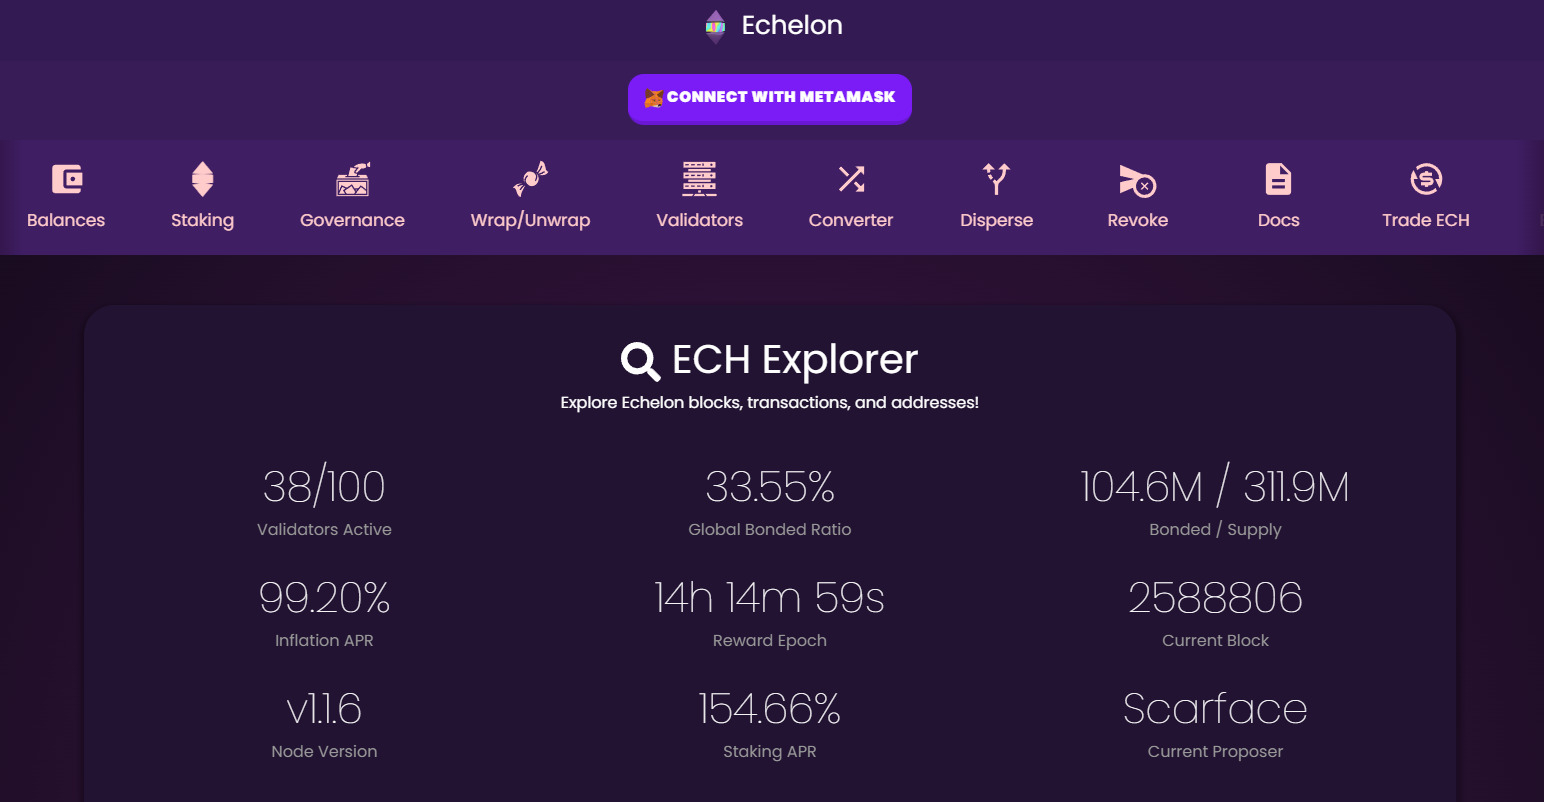 Echelon
CONNECT WITH METAMASK
Balances
Staking
Governance
Wrap/Unwrap
Validators
Converter
Disperse
Revoke
Docs
Trade ECH
ECH Explorer
Explore Echelon blocks, transactions, and addresses!
38/100
Validators Active
33.55%
Global Bonded Ratio
104.6M / 311.9M
Bonded / Supply
99.20%
Inflation APR
14h 14m 59s
Reward Epoch
2588806
Current Block
v1.1.6
Node Version
154.66%
Staking APR
Scarface
Current Proposer